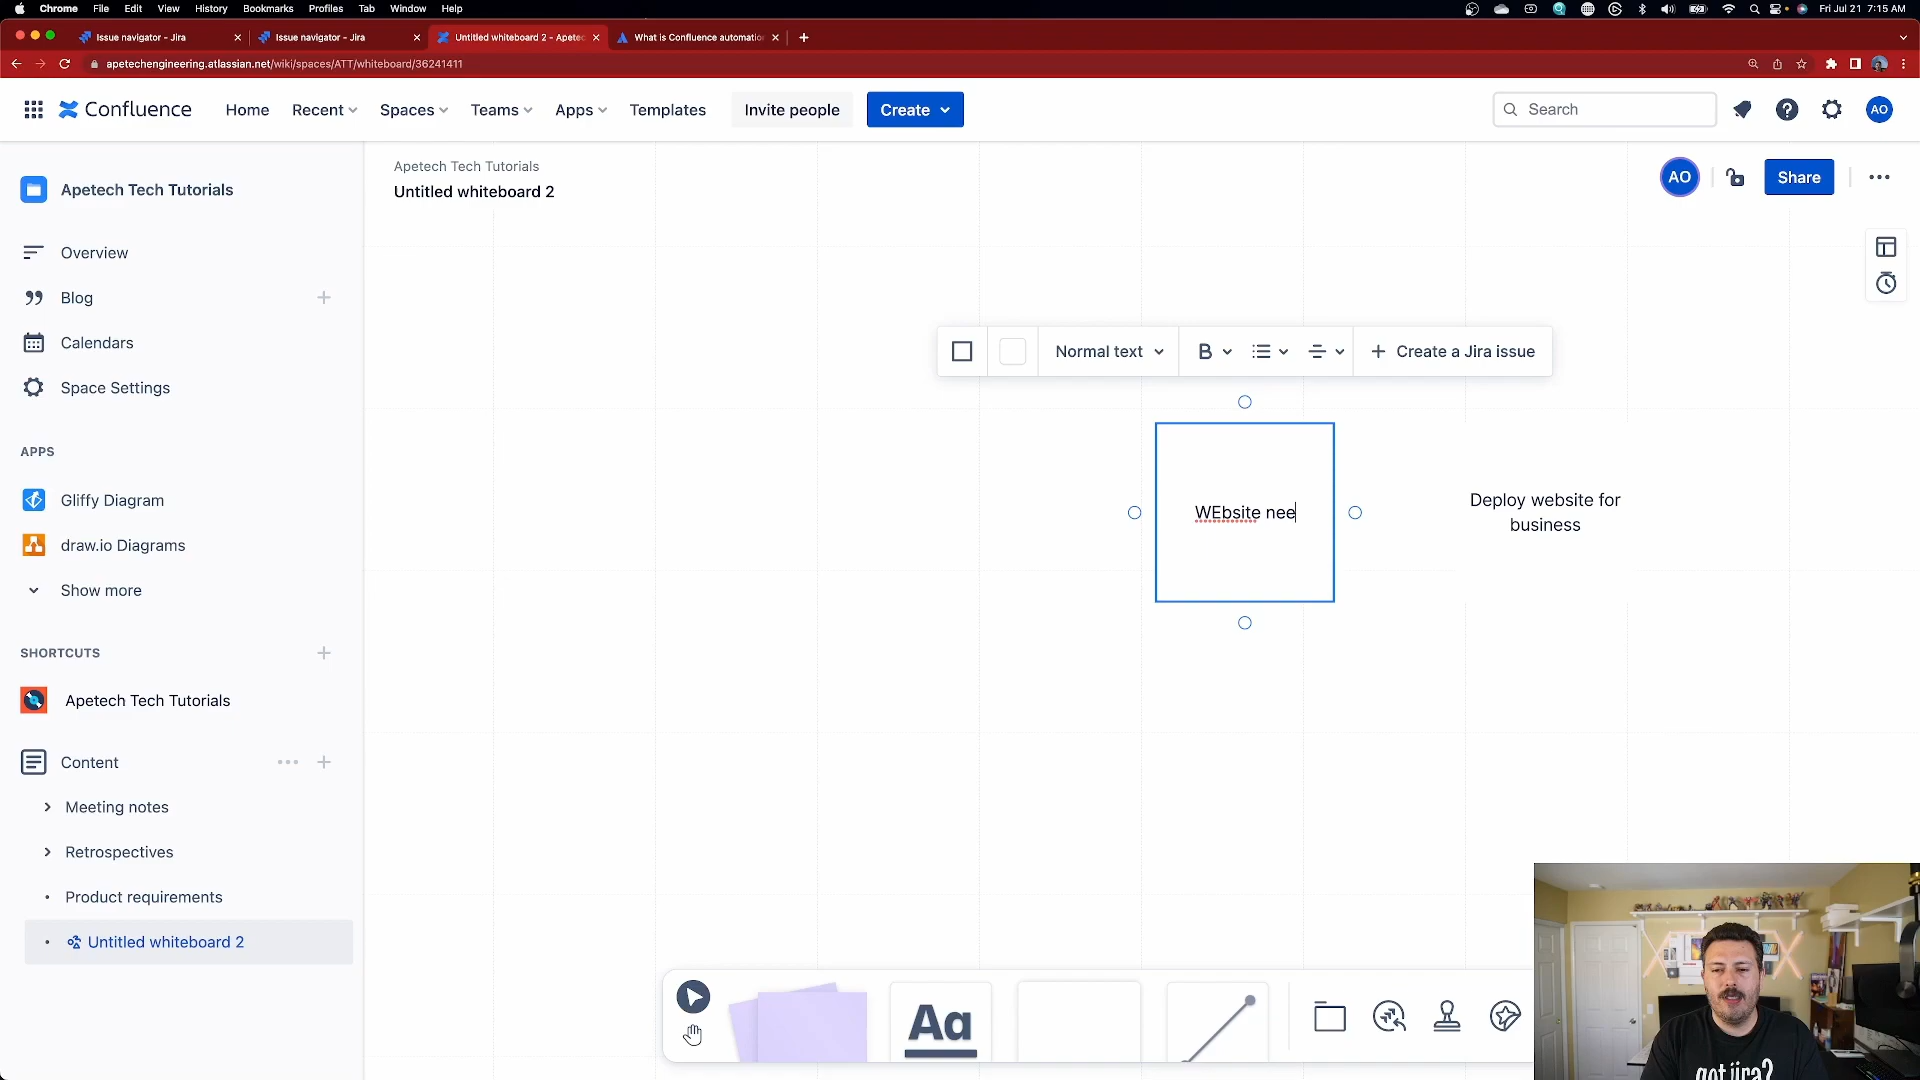 Chrome File Edit View History Bookmarks Profiles Tab Window Help Fri Jul 21 7:15 AM
Issue navigator - Jira Issue navigator - Jira Untitled whiteboard 2 - Apetec What is Confluence automation
apetechengineering.atlassian.net/wiki/spaces/ATT/whiteboard/36241411
Confluence Home Recent Spaces Teams Apps Templates Invite people Create Search AO
Apetech Tech Tutorials
Untitled whiteboard 2
AO Share
Apetech Tech Tutorials
Overview
Blog
Calendars
Space Settings
APPS
Gliffy Diagram
draw.io Diagrams
Show more
SHORTCUTS
Apetech Tech Tutorials
Content
Meeting notes
Retrospectives
Product requirements
Untitled whiteboard 2
Normal text B Create a Jira issue
WEbsite nee
Deploy website for
business
Aa
got jira?